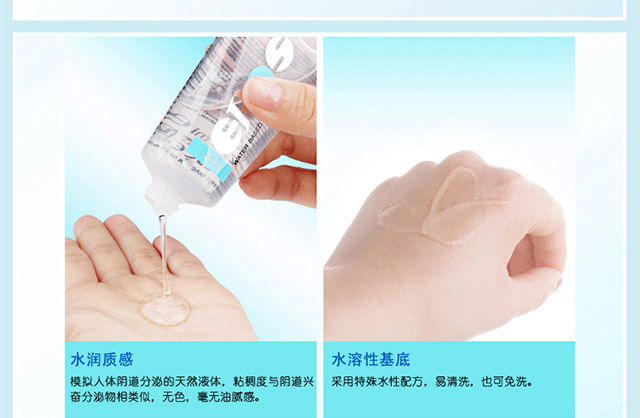 eros
WATER BASED
水润质感
模拟人体阴道分泌的天然液体，粘稠度与阴道兴
奋分泌物相类似，无色，毫无油腻感。
水溶性基底
采用特殊水性配方，易清洗，也可免洗。